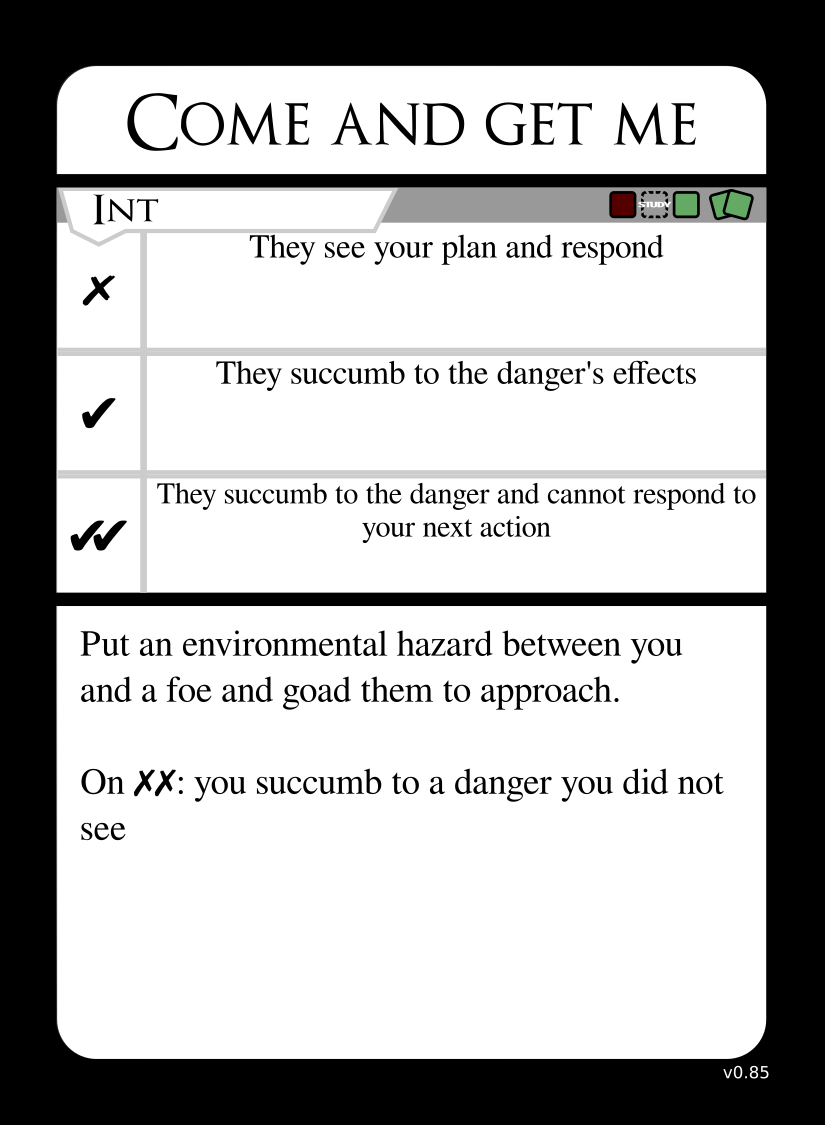 Come and get me
Int
STUDY
✗
They see your plan and respond
✔
They succumb to the danger's effects
✔✔
They succumb to the danger and cannot respond to
your next action
Put an environmental hazard between you
and a foe and goad them to approach.
On ✗✗: you succumb to a danger you did not
see
v0.85